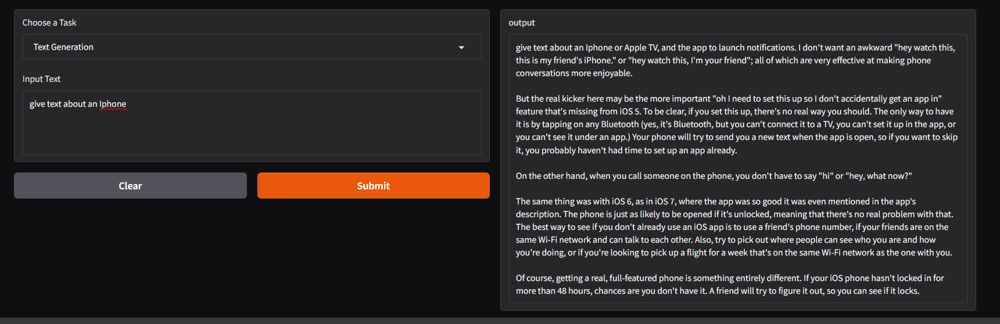 Choose a Task
Text Generation
Input Text
give text about an Iphone
Clear
Submit
output
give text about an Iphone or Apple TV, and the app to launch notifications. I don't want an awkward "hey watch this,
this is my friend's iPhone." or "hey watch this, I'm your friend"; all of which are very effective at making phone
conversations more enjoyable.
But the real kicker here may be the more important "oh I need to set this up so I don't accidentally get an app in"
feature that's missing from iOS 5. To be clear, if you set this up, there's no real way you should. The only way to have
it is by tapping on any Bluetooth (yes, it's Bluetooth, but you can't connect it to a TV, you can't set it up in the app, or
you can't see it under an app.) Your phone will try to send you a new text when the app is open, so if you want to skip
it, you probably haven't had time to set up an app already.
On the other hand, when you call someone on the phone, you don't have to say "hi" or "hey, what now?"
The same thing was with iOS 6, as in iOS 7, where the app was so good it was even mentioned in the app's
description. The phone is just as likely to be opened if it's unlocked, meaning that there's no real problem with that.
The best way to see if you don't already use an iOS app is to use a friend's phone number, if your friends are on the
same Wi-Fi network and can talk to each other. Also, try to pick out where people can see who you are and how
you're doing, or if you're looking to pick up a flight for a week that's on the same Wi-Fi network as the one with you.
Of course, getting a real, full-featured phone is something entirely different. If your iOS phone hasn't locked in for
more than 48 hours, chances are you don't have it. A friend will try to figure it out, so you can see if it locks.